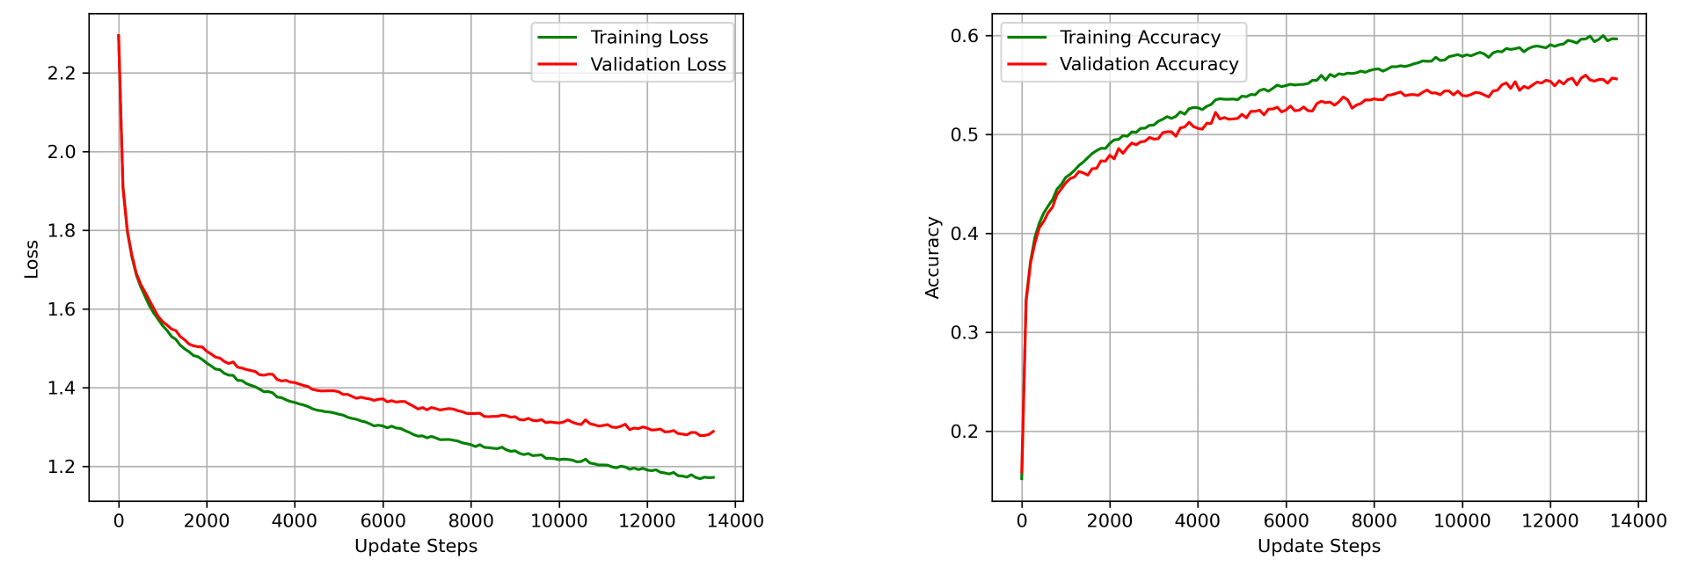 Training Loss
Validation Loss
2.2
2.0
1.8
1.6
1.4
1.2
Loss
0 2000 4000 6000 8000 10000 12000 14000
Update Steps
Training Accuracy
Validation Accuracy
0.6
0.5
0.4
0.3
0.2
Accuracy
0 2000 4000 6000 8000 10000 12000 14000
Update Steps